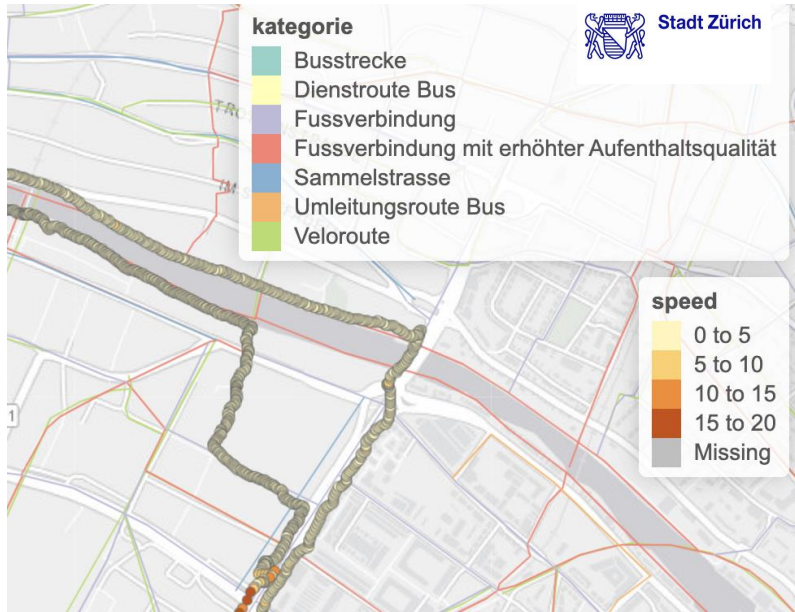 kategorie
Busstrecke
Dienstroute Bus
Fussverbindung
Fussverbindung mit erhöhter Aufenthaltsqualität
Sammelstrasse
Umleitungsroute Bus
Veloroute
Stadt Zürich
speed
0 to 5
5 to 10
10 to 15
15 to 20
Missing
1